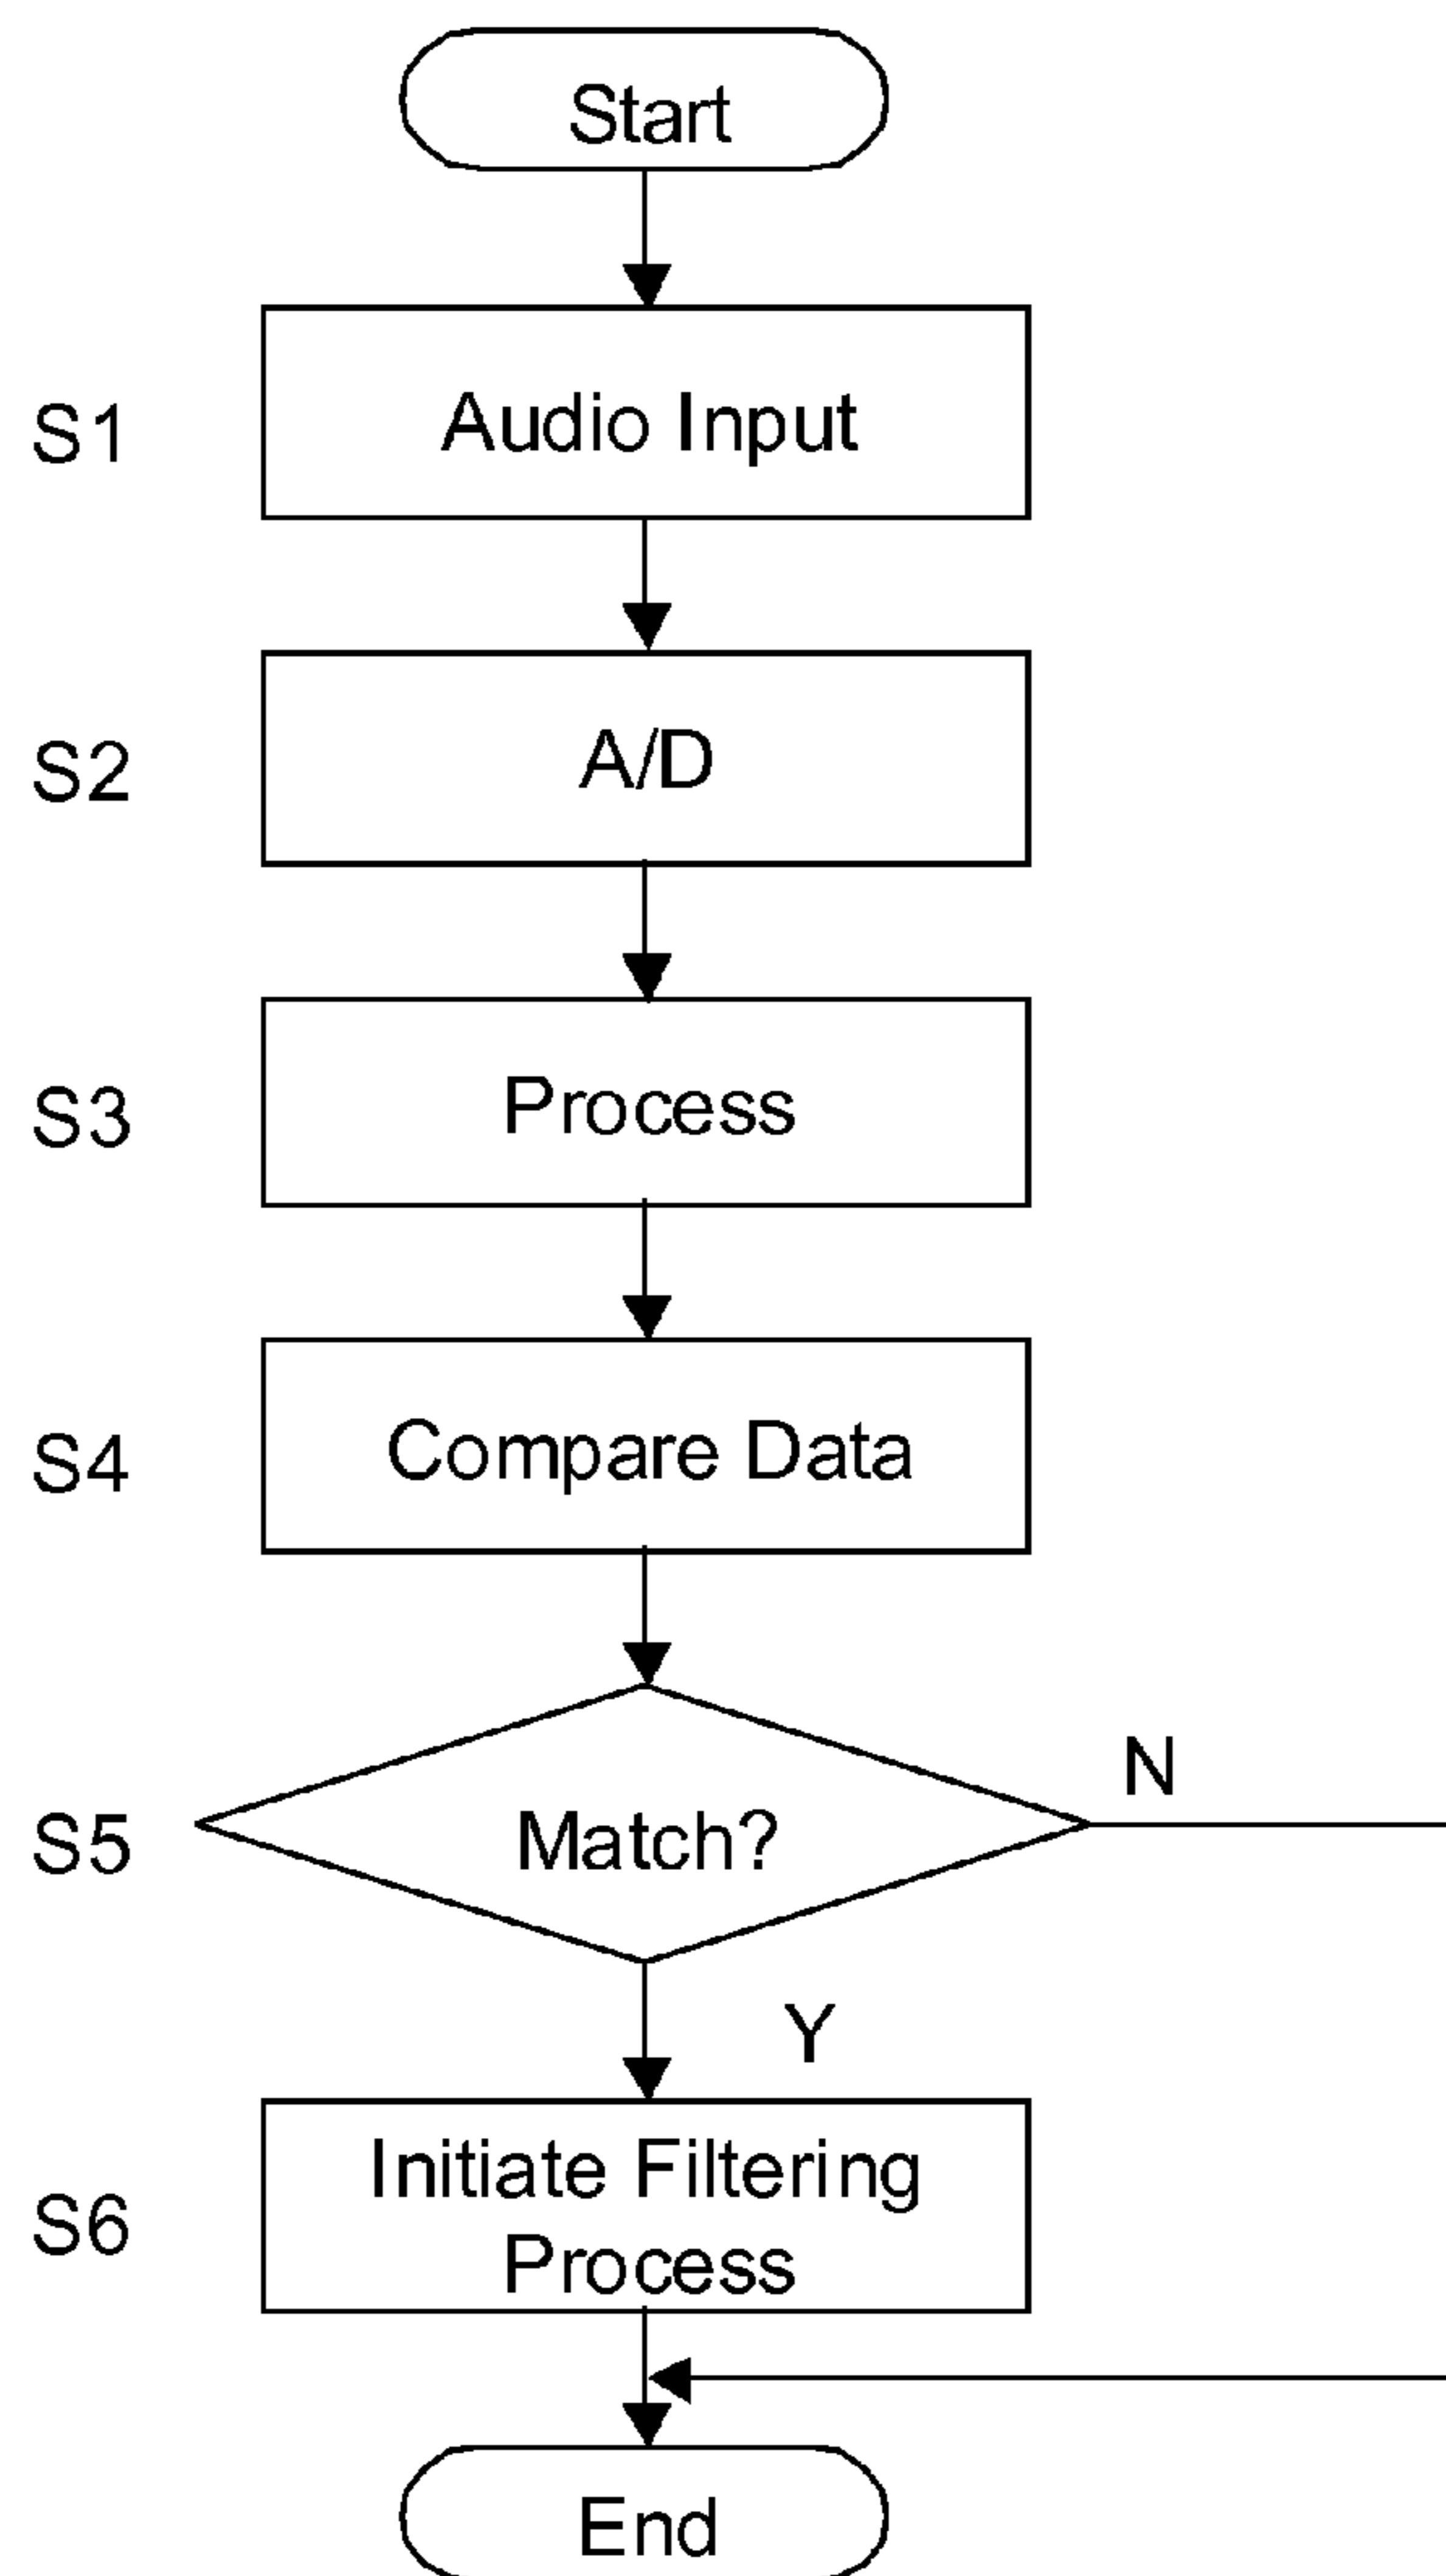 Start
S1
Audio Input
S2
A/D
S3
Process
S4
Compare Data
S5
Match?
N
Y
S6
Initiate Filtering
Process
End